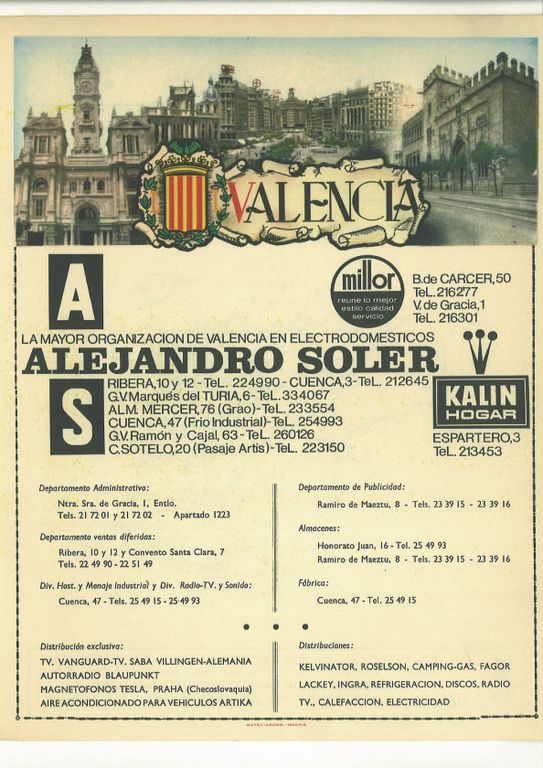 VALENCIA
A
millor
reune lo mejor
estilo calidad
servicio
B.de CARCER,50
TeL. 216277
V. de Gracia,1
TeL. 216301
LA MAYOR ORGANIZACION DE VALENCIA EN ELECTRODOMESTICOS
ALEJANDRO SOLER
S
RIBERA,10 y 12 - TeL. 224990 - CUENCA,3-TeL. 212645
G.V. Marqués del TURIA,6-TeL. 334067
ALM. MERCER,76 (Grao)-TeL. 233554
CUENCA,47 (Frio Industrial)-TeL. 254993
G.V. Ramón y Cajal, 63 - TeL. 260126
C.SOTELO,20 (Pasaje Artis)-TeL. 223150
KALIN
HOGAR
ESPARTERO,3
TeL. 213453
Departamento Administrativo:
Ntra. Sra. de Gracia, 1, Entlo.
Tels. 21 72 01 y 21 72 02 - Apartado 1223
Departamento ventas diferidas:
Ribera, 10 y 12 y Convento Santa Clara, 7
Tels. 22 49 90 - 22 51 49
Div. Host. y Menaje Industrial y Div. Radio-TV. y Sonido:
Cuenca, 47 - Tels. 25 49 15 - 25-49 93
Departamento de Publicidad:
Ramiro de Maeztu, 8 - Tels. 23 39 15 - 23 39 16
Almacenes:
Honorato Juan, 16 - Tel. 25 49 93
Ramiro de Maeztu, 8 - Tels. 23 39 15 - 23 39 16
Fábrica:
Cuenca, 47 - Tel. 25 49 15
Distribución exclusiva:
TV. VANGUARD-TV. SABA VILLINGEN-ALEMANIA
AUTORRADIO BLAUPUNKT
MAGNETOFONOS TESLA, PRAHA (Checoslovaquia)
AIRE ACONDICIONADO PARA VEHICULOS ARTIKA
Distribuciones:
KELVINATOR, ROSELSON, CAMPING-GAS, FAGOR
LACKEY, INGRA, REFRIGERACION, DISCOS, RADIO
TV., CALEFACCION, ELECTRICIDAD
MATEU-CROMO.-MADRID